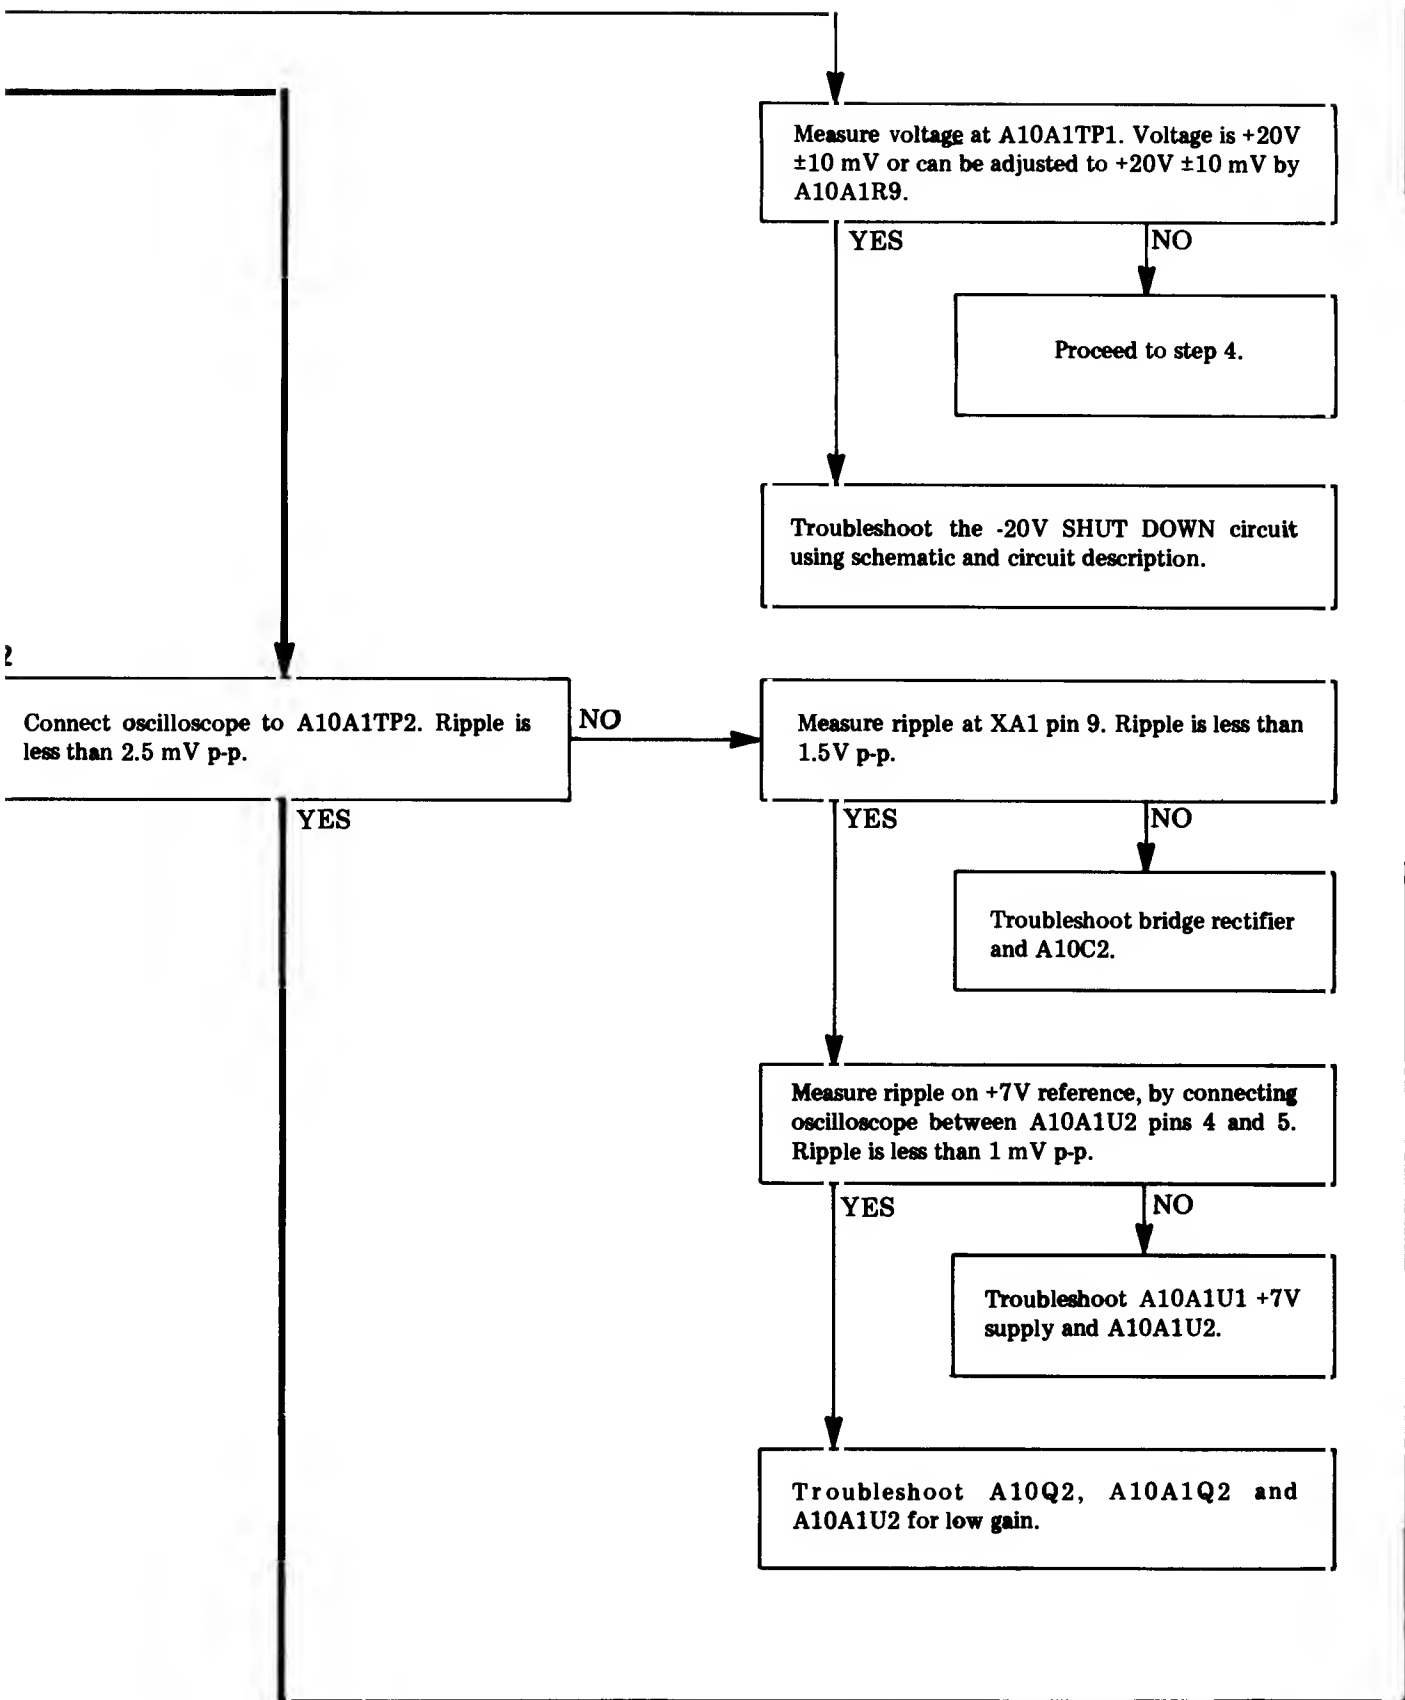 Measure voltage at A10A1TP1. Voltage is +20V
±10 mV or can be adjusted to +20V ±10 mV by
A10A1R9.
YES
NO
Proceed to step 4.
Troubleshoot the -20V SHUT DOWN circuit
using schematic and circuit description.
2
Connect oscilloscope to A10A1TP2. Ripple is
less than 2.5 mV p-p.
NO
YES
Measure ripple at XA1 pin 9. Ripple is less than
1.5V p-p.
YES
NO
Troubleshoot bridge rectifier
and A10C2.
Measure ripple on +7V reference, by connecting
oscilloscope between A10A1U2 pins 4 and 5.
Ripple is less than 1 mV p-p.
YES
NO
Troubleshoot A10A1U1 +7V
supply and A10A1U2.
Troubleshoot A10Q2, A10A1Q2 and
A10A1U2 for low gain.